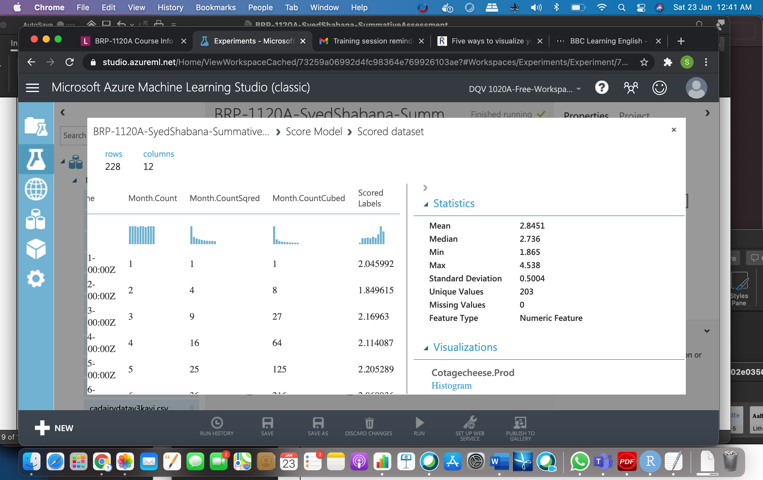 Chrome File Edit View History Bookmarks People Tab Window Help Sat 23 Jan 12:41 AM
AutoSave BRP-1120A-SyedShabana-SummativeAssessment
BRP-1120A Course Info
Experiments - Microsoft
Training session remind
Five ways to visualize y
BBC Learning English -
studio.azureml.net/Home/ViewWorkspaceCached/73259a06992d4fc98364e769926103ae?#Workspaces/Experiments/Experiment/7...
Microsoft Azure Machine Learning Studio (classic)
DQV 1020A-Free-Workspa...
BRP-1120A-SyedShabana-Summ
Finished running
Properties Project
Search
BRP-1120A-SyedShabana-Summative... › Score Model › Scored dataset
rows columns
228 12
ne Month.Count Month.CountSqred Month.CountCubed Scored Labels
1-
00:00Z 1 1 1 2.045992
2-
00:00Z 2 4 8 1.849615
3-
00:00Z 3 9 27 2.16963
4-
00:00Z 4 16 64 2.114087
5-
00:00Z 5 25 125 2.205289
6-
Statistics
Mean 2.8451
Median 2.736
Min 1.865
Max 4.538
Standard Deviation 0.5004
Unique Values 203
Missing Values 0
Feature Type Numeric Feature
Visualizations
Cotagecheese.Prod
Histogram
Styles
Pane
cadairydatav3kavi.csv
NEW
RUN HISTORY
SAVE
SAVE AS
DISCARD CHANGES
RUN
SET UP WEB SERVICE
PUBLISH TO GALLERY
9 of
02e0356